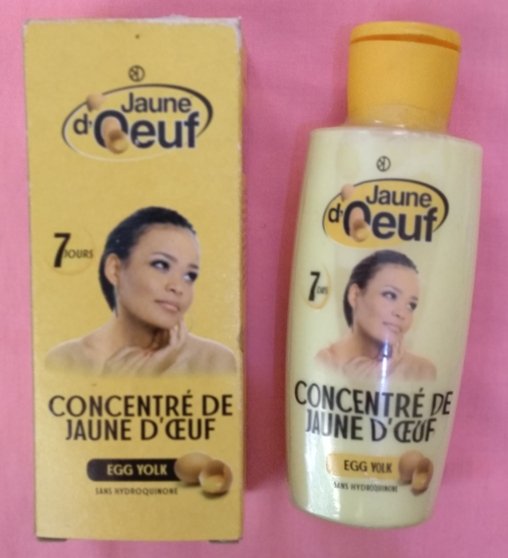 Jaune
d'Oeuf
7 JOURS
CONCENTRÉ DE
JAUNE D'ŒUF
EGG YOLK
SANS HYDROQUINONE
Jaune
d'Oeuf
7
CONCENTRÉ DE
JAUNE D'ŒUF
EGG YOLK
SANS HYDROQUINONE